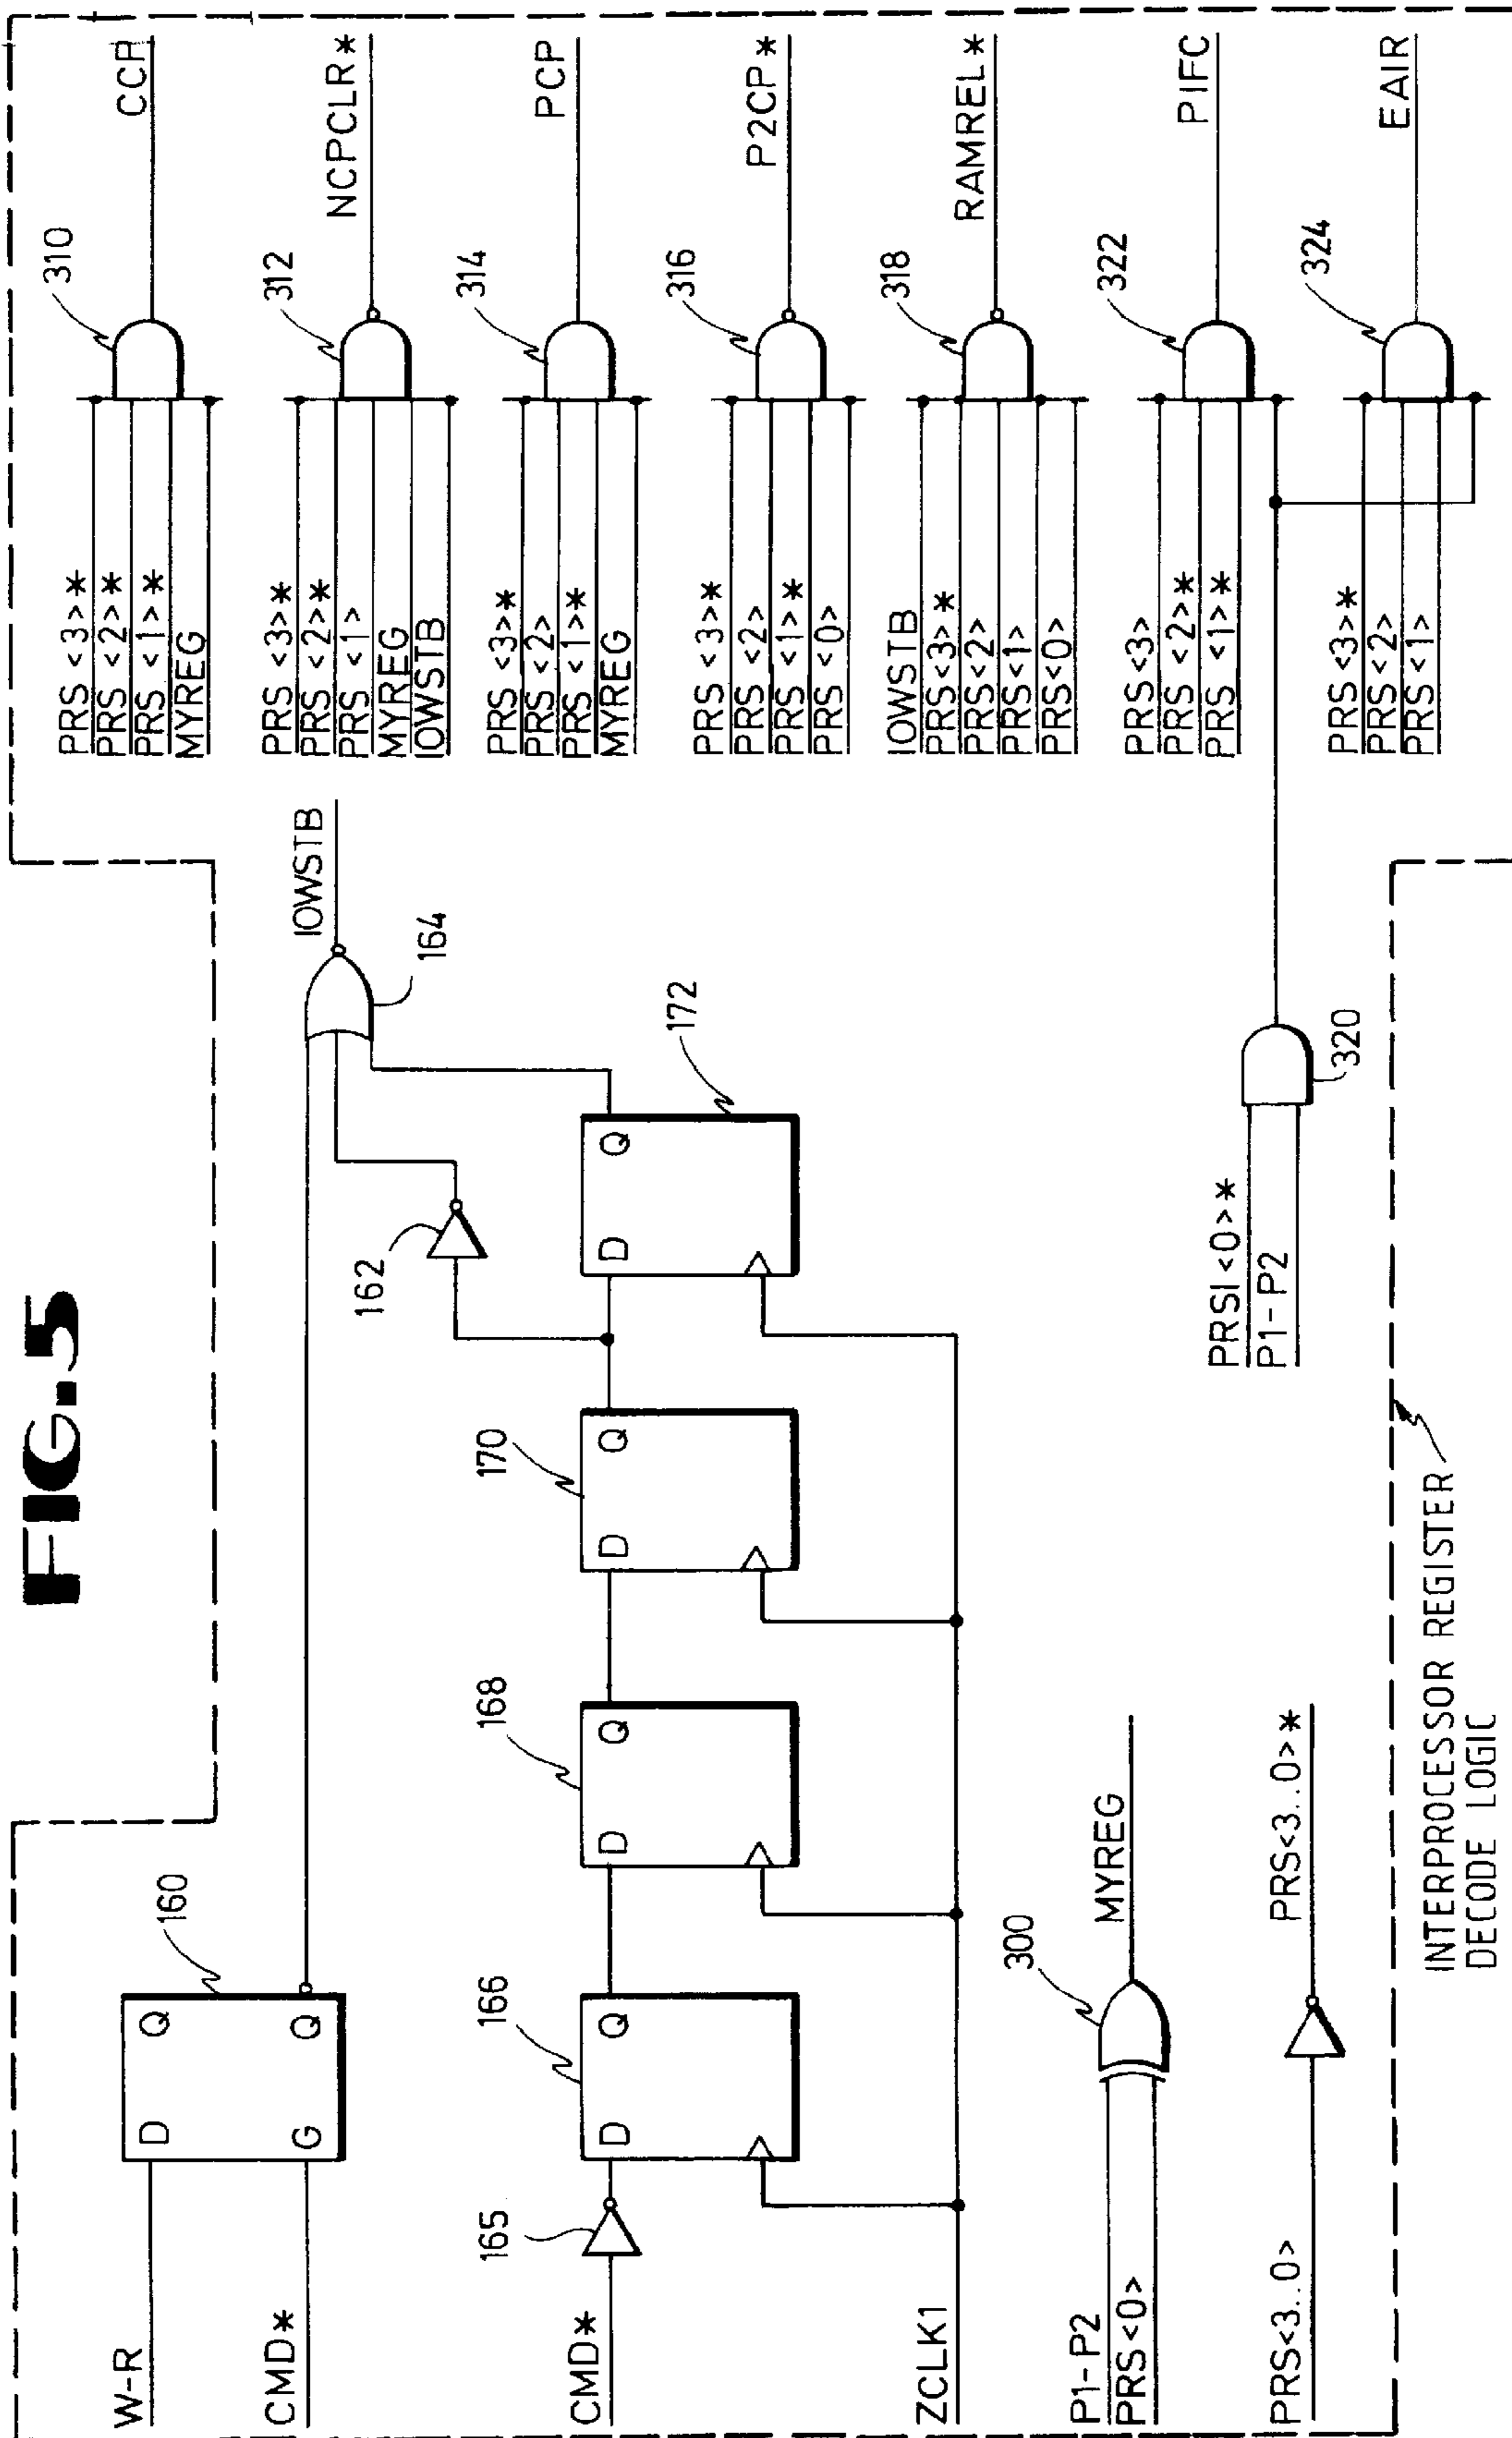 FIG.5
W-R
D
Q
160
CMD*
G
Q
CMD*
165
D
Q
166
D
Q
168
D
Q
170
162
D
Q
172
164
IOWSTB
ZCLK1
P1-P2
PRS<0>
300
MYREG
PRS<3..0>
PRS<3..0>*
PRSI<0>*
P1-P2
320
PRS <3>*
PRS <2>*
PRS <1>*
MYREG
310
CCP
PRS <3>*
PRS <2>*
PRS <1>
MYREG
IOWSTB
312
NCPCLR*
PRS <3>*
PRS <2>
PRS <1>*
MYREG
314
PCP
PRS <3>*
PRS <2>
PRS <1>*
PRS <0>
316
P2CP*
IOWSTB
PRS<3>*
PRS<2>
PRS<1>
PRS<0>
318
RAMREL*
PRS<3>
PRS <2>*
PRS <1>*
322
PIFC
PRS<3>*
PRS<2>
PRS<1>
324
EAIR
INTERPROCESSOR REGISTER
DECODE LOGIC